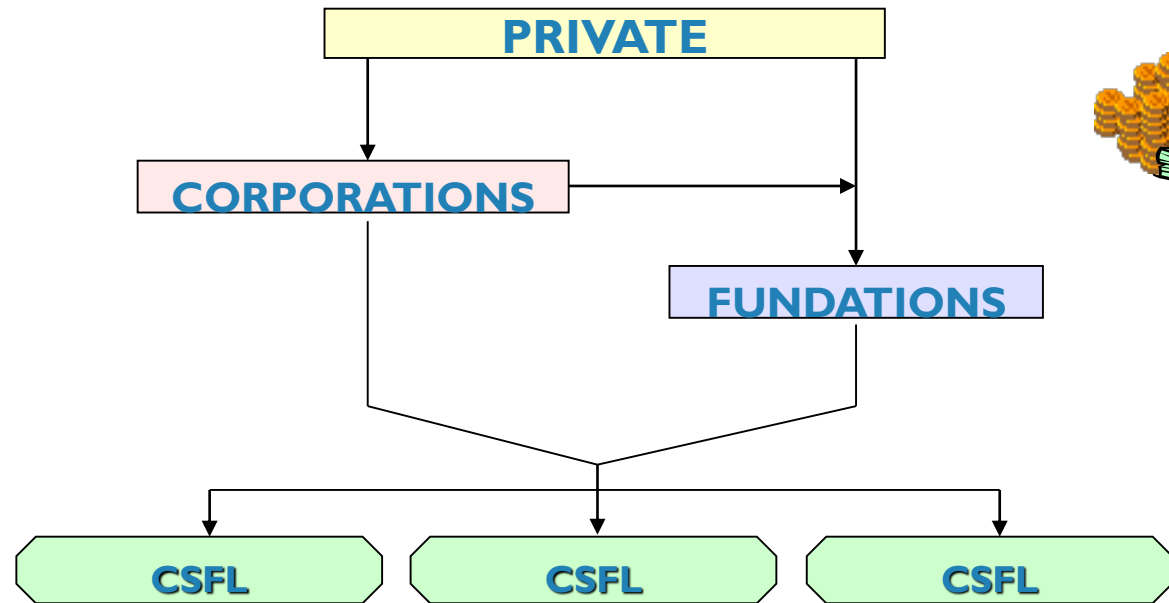 PRIVATE
CORPORATIONS
FUNDATIONS
CSFL
CSFL
CSFL